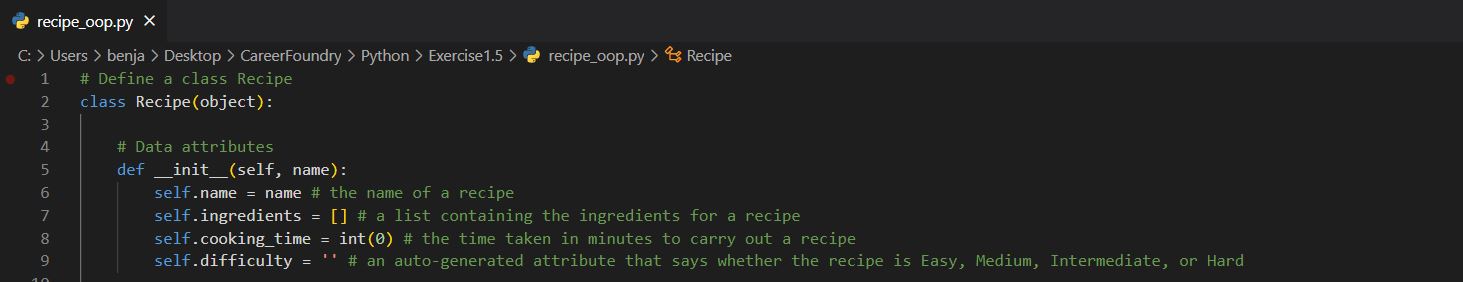 recipe_oop.py ×
C: > Users > benja > Desktop > CareerFoundry > Python > Exercise1.5 > recipe_oop.py > Recipe
1 # Define a class Recipe
2 class Recipe(object):
3
4 # Data attributes
5 def __init__(self, name):
6 self.name = name # the name of a recipe
7 self.ingredients = [] # a list containing the ingredients for a recipe
8 self.cooking_time = int(0) # the time taken in minutes to carry out a recipe
9 self.difficulty = '' # an auto-generated attribute that says whether the recipe is Easy, Medium, Intermediate, or Hard
10